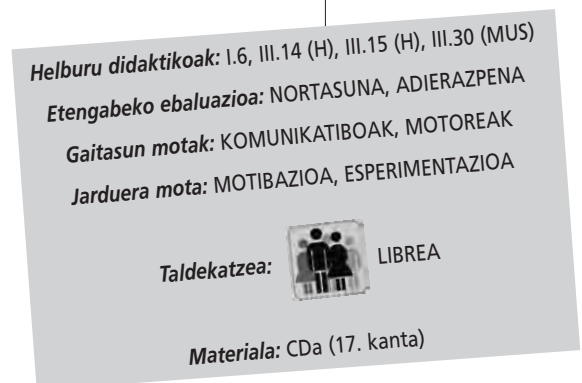 Helburu didaktikoak: I.6, III.14 (H), III.15 (H), III.30 (MUS)
Etengabeko ebaluazioa: NORTASUNA, ADIERAZPENA
Gaitasun motak: KOMUNIKATIBOAK, MOTOREAK
Jarduera mota: MOTIBAZIOA, ESPERIMENTAZIOA
Taldekatzea: LIBREA
Materiala: CDa (17. kanta)